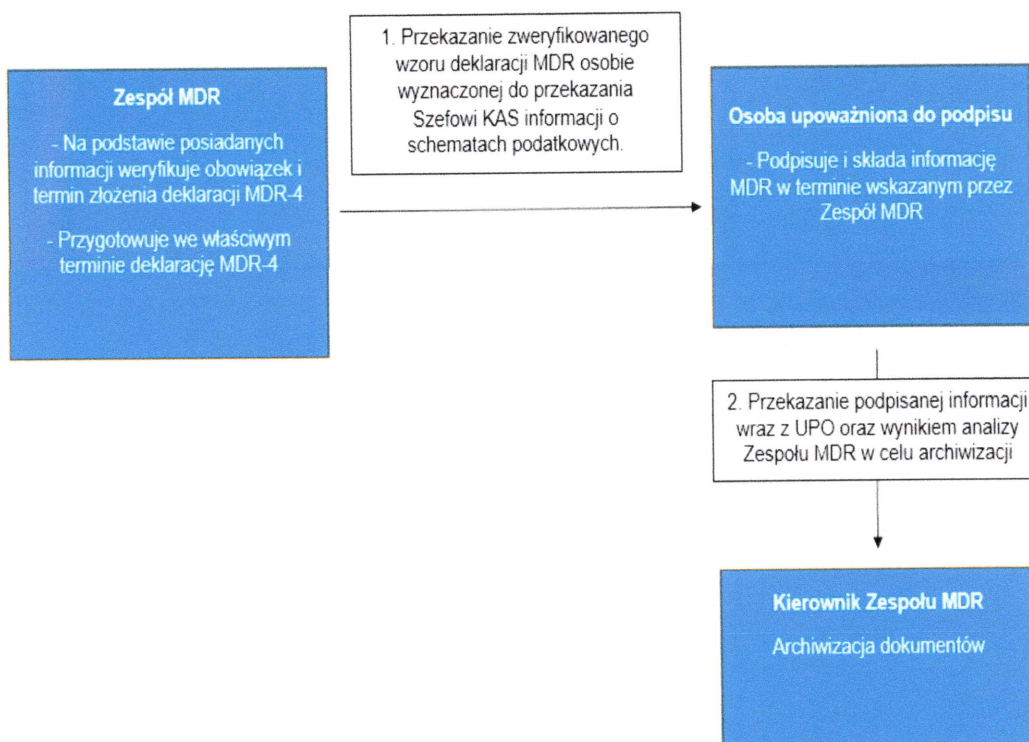 Zespół MDR
- Na podstawie posiadanych
informacji weryfikuje obowiązek i
termin złożenia deklaracji MDR-4
- Przygotowuje we właściwym
terminie deklarację MDR-4
1. Przekazanie zweryfikowanego
wzoru deklaracji MDR osobie
wyznaczonej do przekazania
Szefowi KAS informacji o
schematach podatkowych.
Osoba upoważniona do podpisu
- Podpisuje i składa informację
MDR w terminie wskazanym przez
Zespół MDR
2. Przekazanie podpisanej informacji
wraz z UPO oraz wynikiem analizy
Zespołu MDR w celu archiwizacji
Kierownik Zespołu MDR
Archiwizacja dokumentów